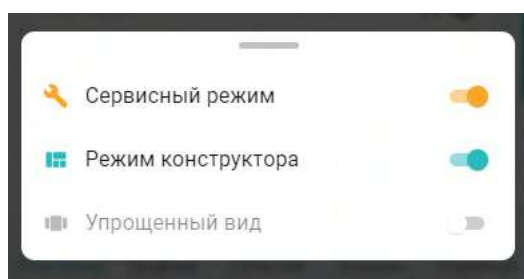 Сервисный режим
Режим конструктора
Упрощенный вид